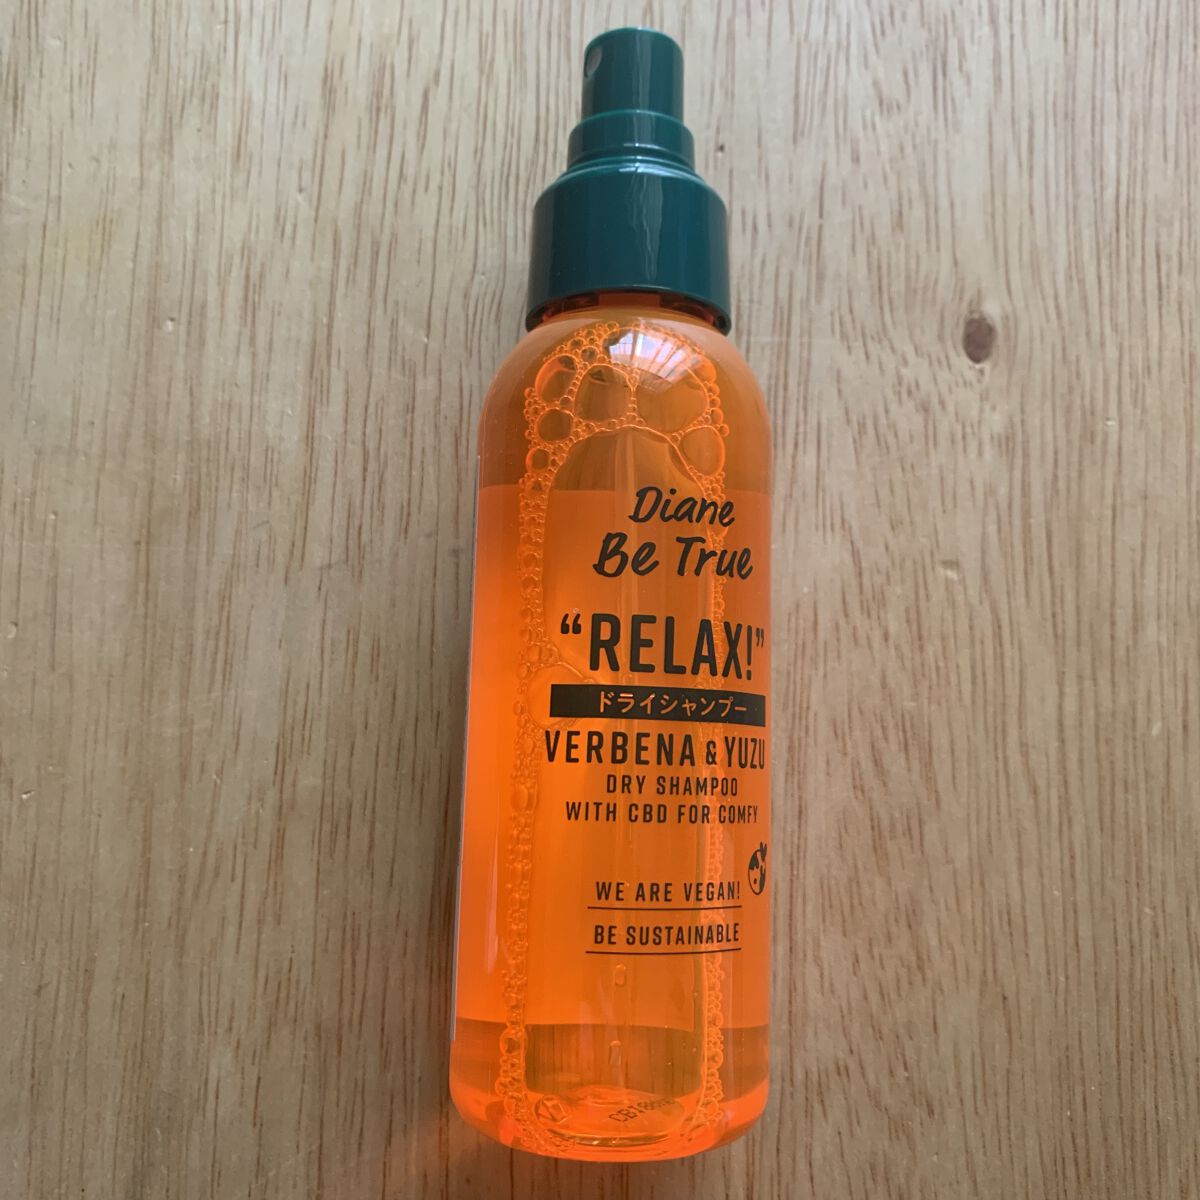 Diane
Be True
“RELAX!”
ドライシャンプー
VERBENA & YUZU
DRY SHAMPOO
WITH CBD FOR COMFY
WE ARE VEGAN!
BE SUSTAINABLE